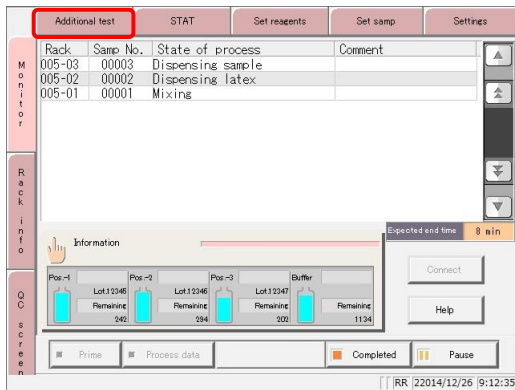 Additional test STAT Set reagents Set samp Settings
Rack Samp No. State of process Comment
005-03 00003 Dispensing sample
005-02 00002 Dispensing latex
005-01 00001 Mixing
Monitor
Rack info
QC screen
Expected end time 8 min
Information
Pos.-1 Pos.-2 Pos.-3 Buffer
Lot.12345 Lot.12346 Lot.12347
Remaining Remaining Remaining Remaining
242 294 202 1134
Connect
Help
Prime Process data Completed Pause
RR 22014/12/26 9:12:35